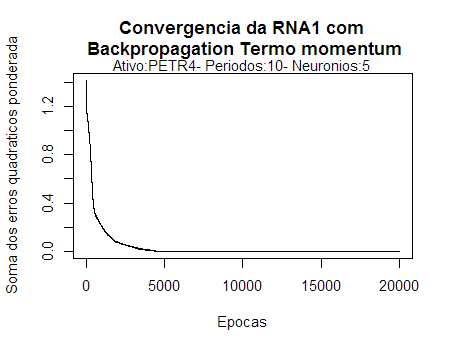 Convergencia da RNA1 com
Backpropagation Termo momentum
Ativo:PETR4- Periodos:10- Neuronios:5
Soma dos erros quadraticos ponderada
1.2
0.8
0.4
0.0
0 5000 10000 15000 20000
Epocas